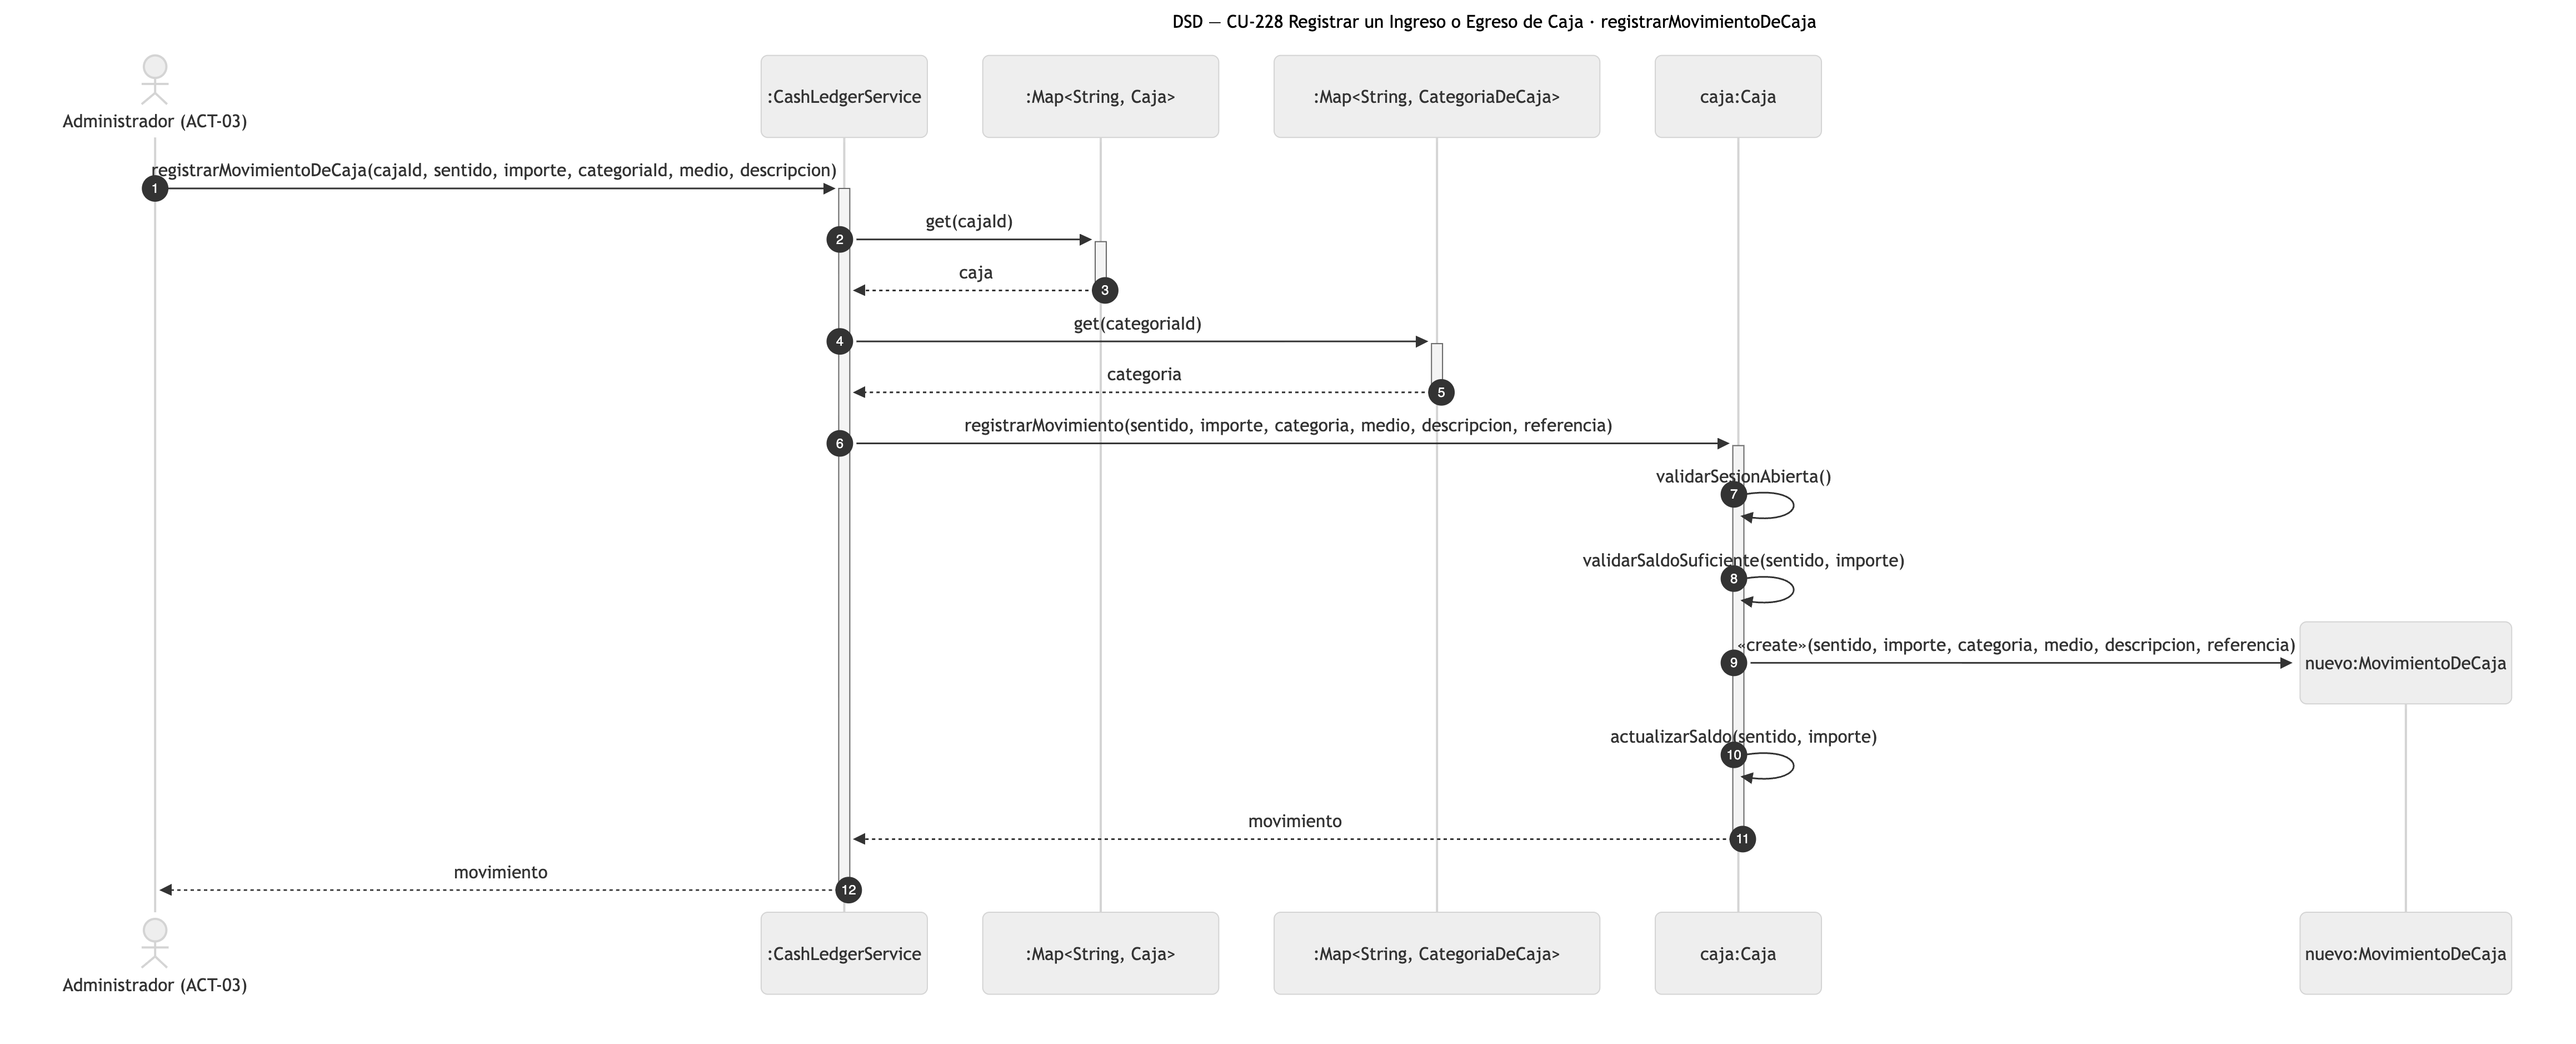 DSD — CU-228 Registrar un Ingreso o Egreso de Caja · registrarMovimientoDeCaja
Administrador (ACT-03)
:CashLedgerService
:Map<String, Caja>
:Map<String, CategoriaDeCaja>
caja:Caja
registrarMovimientoDeCaja(cajaId, sentido, importe, categoriaId, medio, descripcion)
1
get(cajaId)
2
caja
3
get(categoriaId)
4
categoria
5
registrarMovimiento(sentido, importe, categoria, medio, descripcion, referencia)
6
validarSesionAbierta()
7
validarSaldoSuficiente(sentido, importe)
8
«create»(sentido, importe, categoria, medio, descripcion, referencia)
9
nuevo:MovimientoDeCaja
actualizarSaldo(sentido, importe)
10
movimiento
11
movimiento
12
Administrador (ACT-03)
:CashLedgerService
:Map<String, Caja>
:Map<String, CategoriaDeCaja>
caja:Caja
nuevo:MovimientoDeCaja